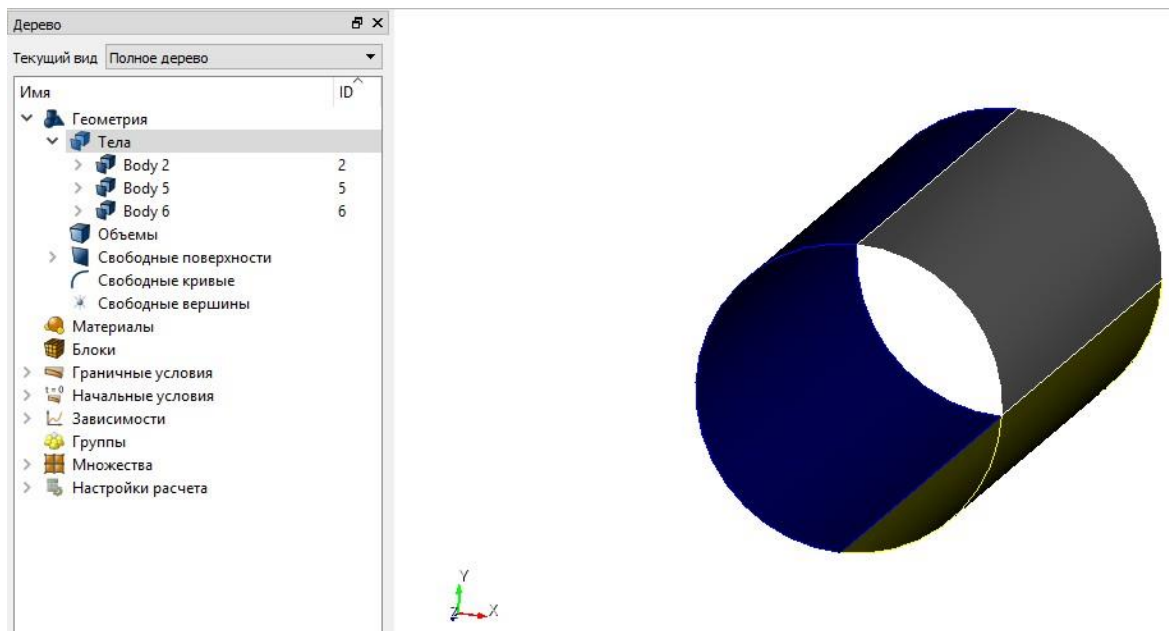 Дерево
Текущий вид Полное дерево
Имя ID
Геометрия
Тела
Body 2 2
Body 5 5
Body 6 6
Объемы
Свободные поверхности
Свободные кривые
Свободные вершины
Материалы
Блоки
Граничные условия
t=0 Начальные условия
Зависимости
Группы
Множества
Настройки расчета
Y
Z X